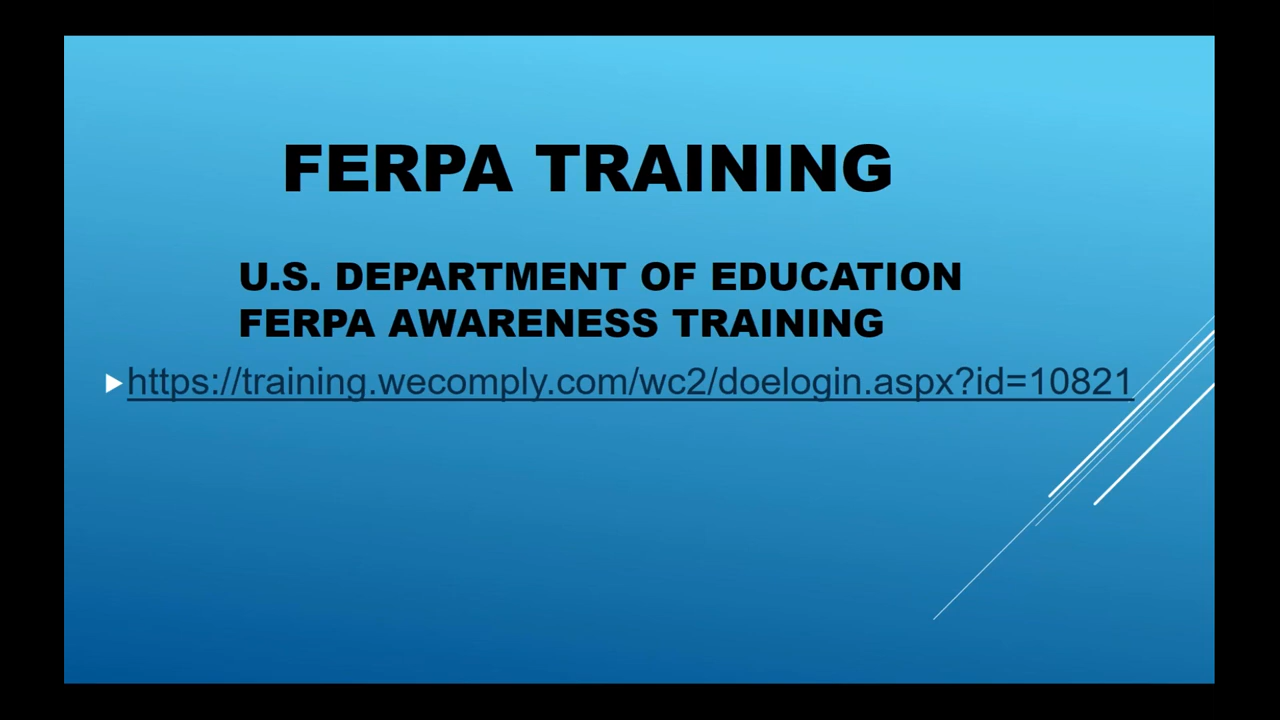 FERPA TRAINING
U.S. DEPARTMENT OF EDUCATION
FERPA AWARENESS TRAINING
https://training.wecomply.com/wc2/doelogin.aspx?id=10821